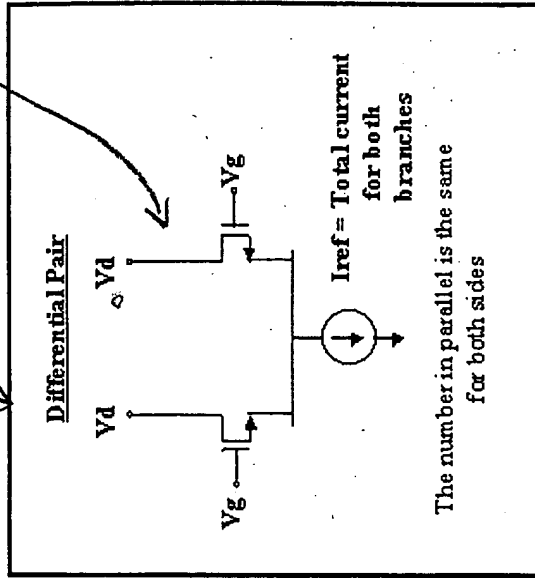 Differential Pair
Vd
Vd
Vg
Vg
Iref = Total current
for both
branches
The number in parallel is the same
for both sides